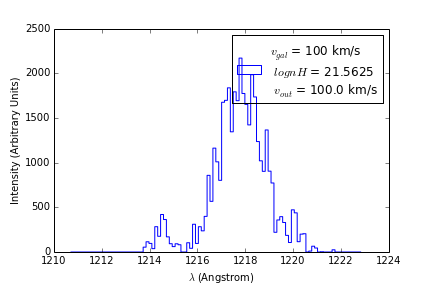 2500
2000
1500
1000
500
0
Intensity (Arbitrary Units)
v_gal = 100 km/s
lognH = 21.5625
v_out = 100.0 km/s
1210 1212 1214 1216 1218 1220 1222 1224
λ (Angstrom)